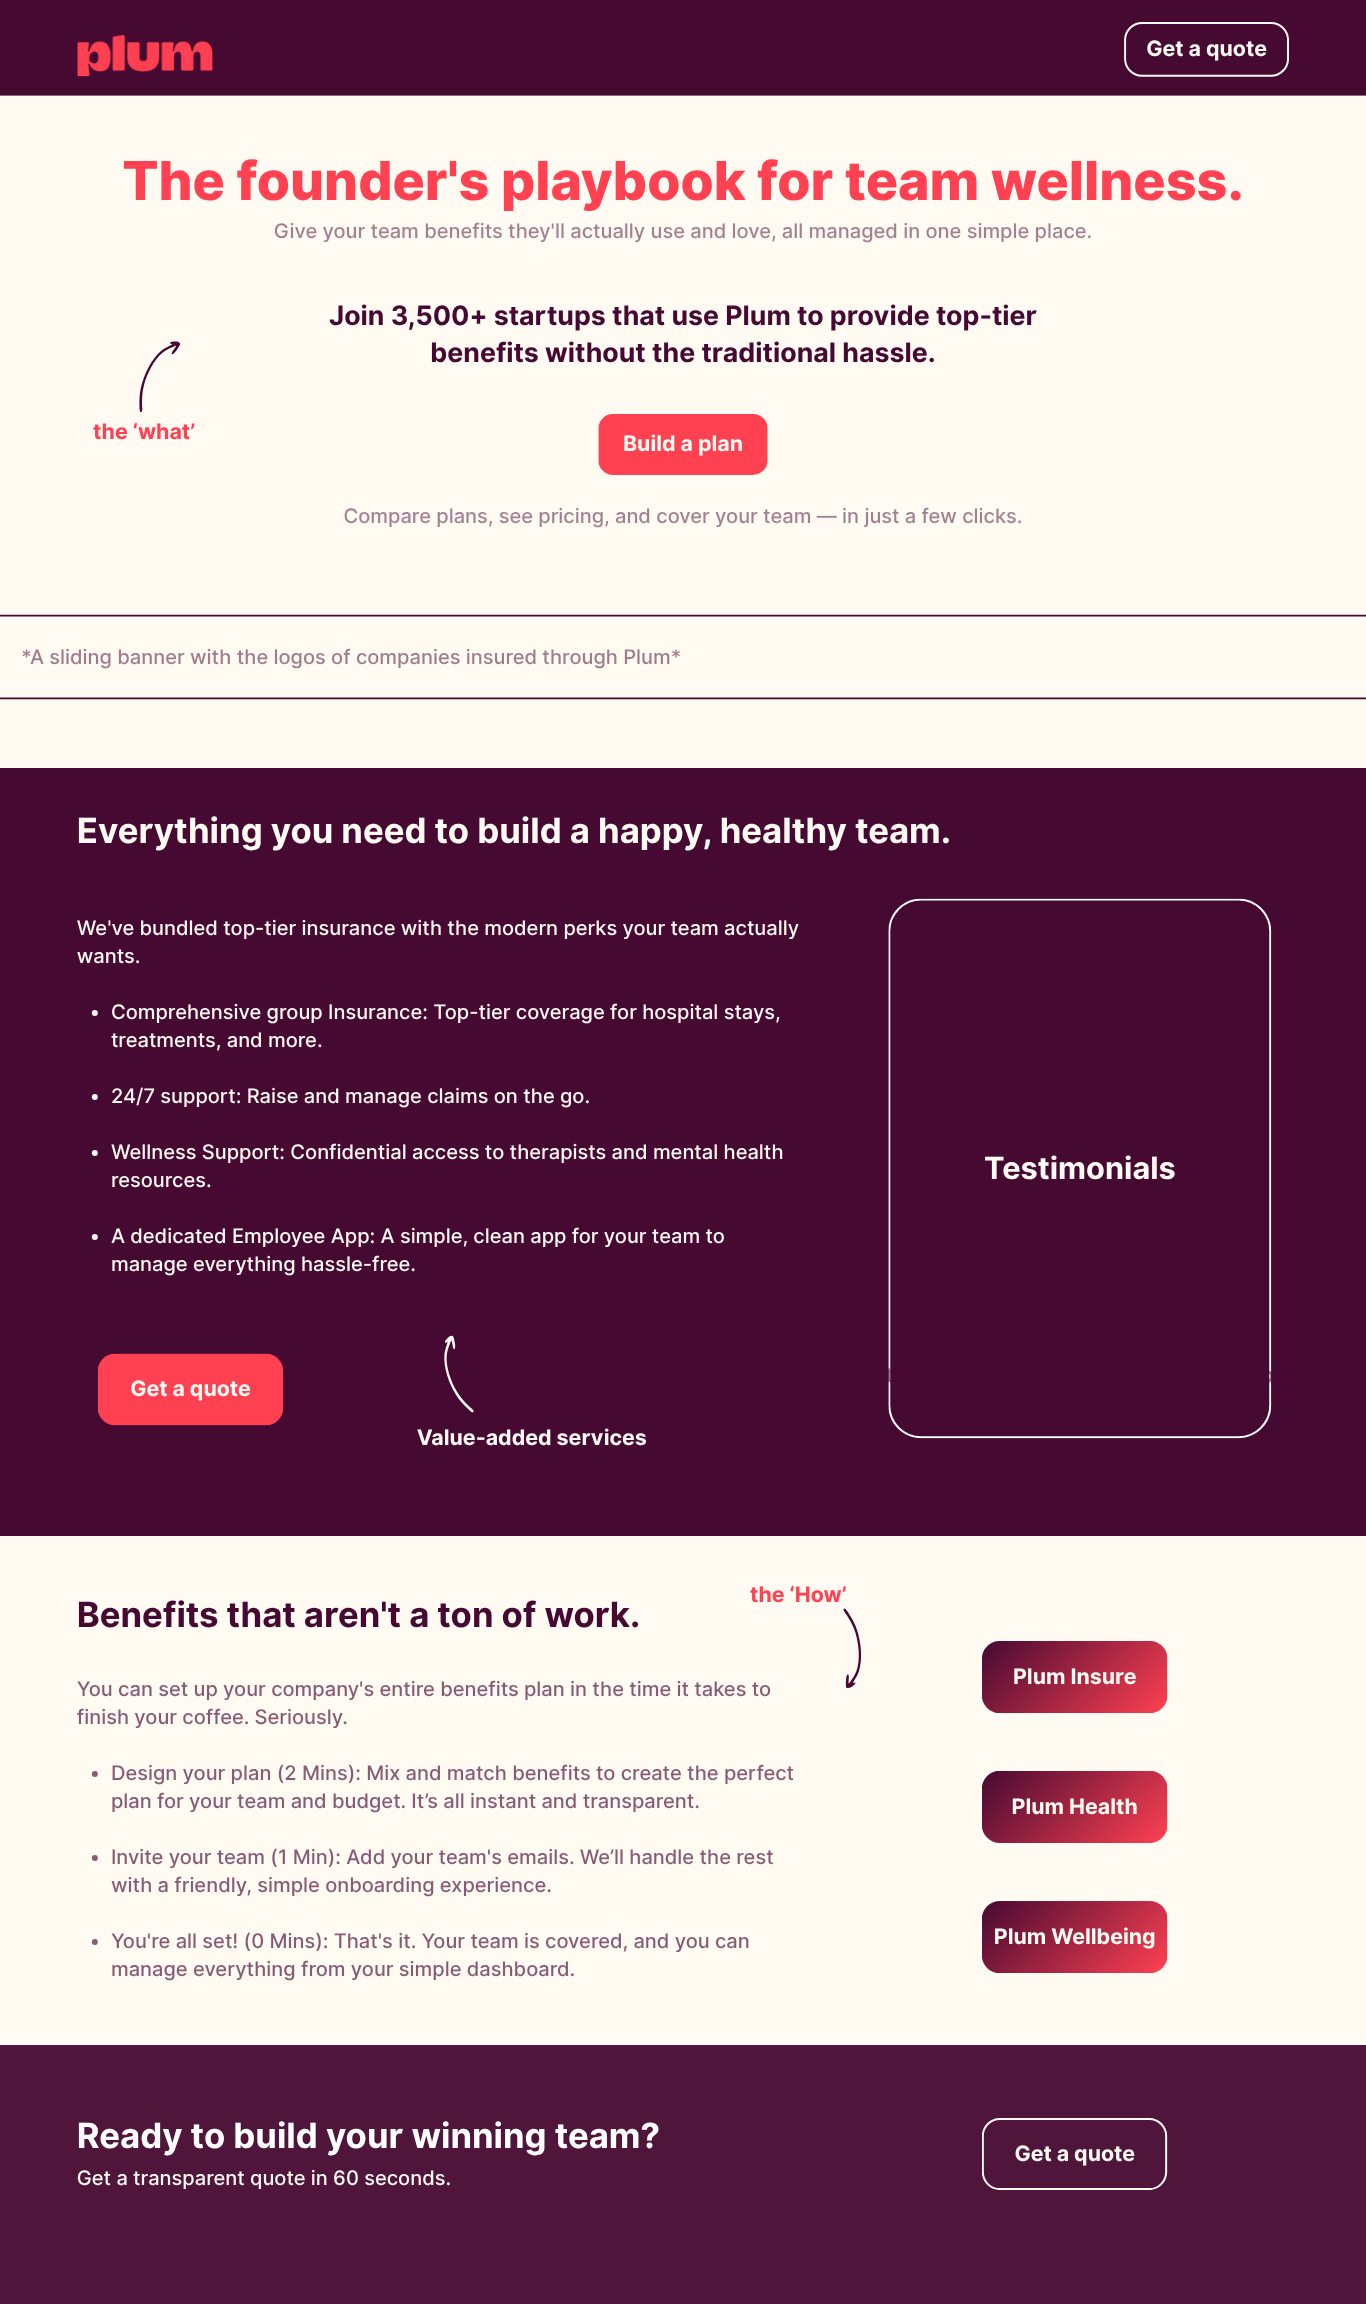 plum
Get a quote
The founder's playbook for team wellness.
Give your team benefits they'll actually use and love, all managed in one simple place.
Join 3,500+ startups that use Plum to provide top-tier
benefits without the traditional hassle.
the ‘what’
Build a plan
Compare plans, see pricing, and cover your team — in just a few clicks.
*A sliding banner with the logos of companies insured through Plum*
Everything you need to build a happy, healthy team.
We've bundled top-tier insurance with the modern perks your team actually
wants.
• Comprehensive group Insurance: Top-tier coverage for hospital stays,
treatments, and more.
• 24/7 support: Raise and manage claims on the go.
• Wellness Support: Confidential access to therapists and mental health
resources.
• A dedicated Employee App: A simple, clean app for your team to
manage everything hassle-free.
Testimonials
Get a quote
Value-added services
the ‘How’
Benefits that aren't a ton of work.
You can set up your company's entire benefits plan in the time it takes to
finish your coffee. Seriously.
• Design your plan (2 Mins): Mix and match benefits to create the perfect
plan for your team and budget. It’s all instant and transparent.
• Invite your team (1 Min): Add your team's emails. We’ll handle the rest
with a friendly, simple onboarding experience.
• You're all set! (0 Mins): That's it. Your team is covered, and you can
manage everything from your simple dashboard.
Plum Insure
Plum Health
Plum Wellbeing
Ready to build your winning team?
Get a transparent quote in 60 seconds.
Get a quote